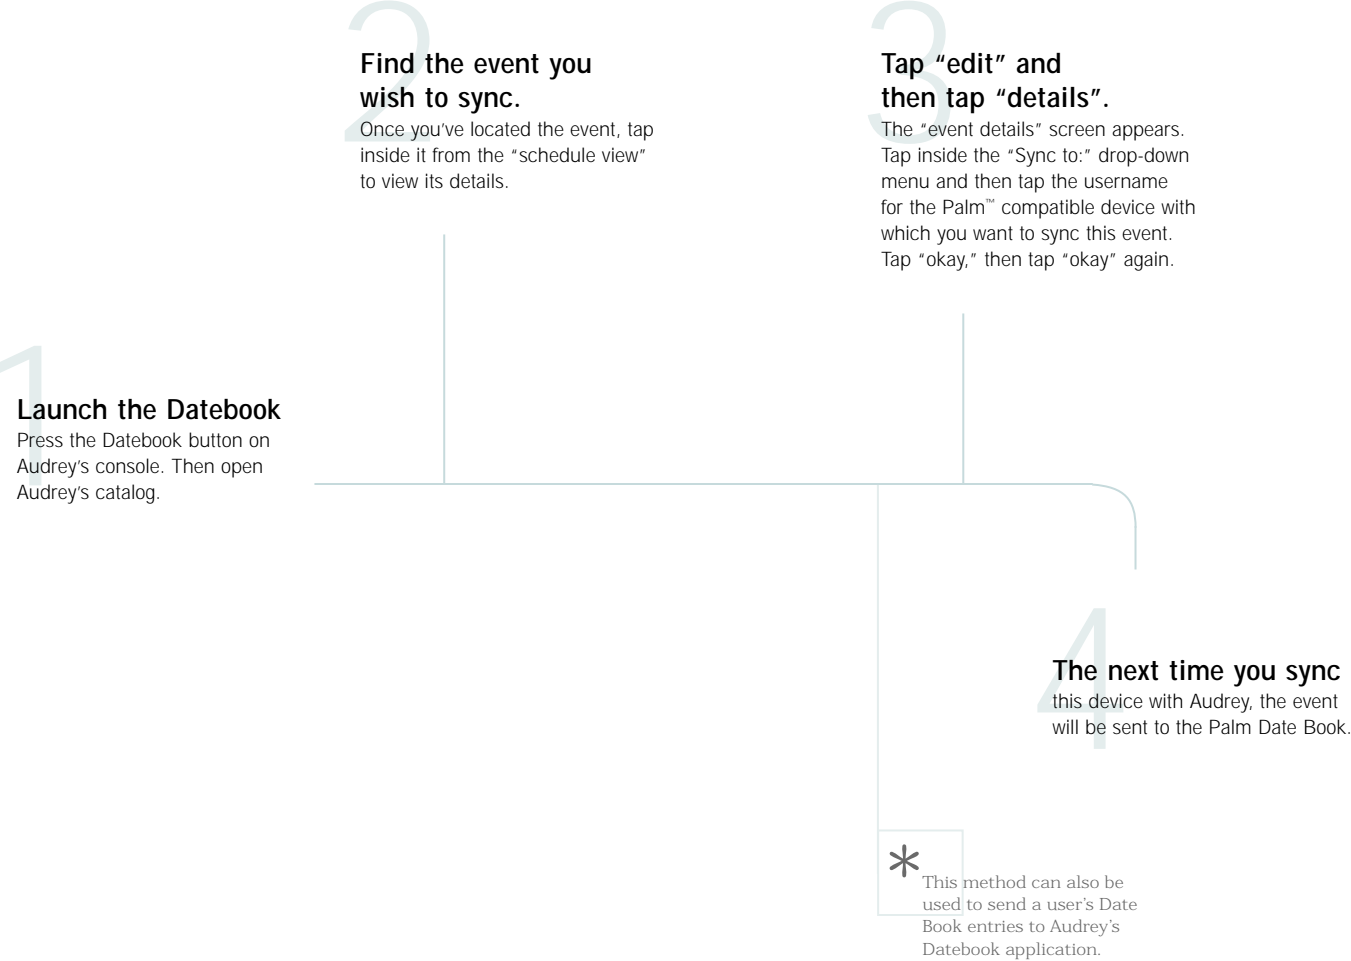 1
Launch the Datebook
Press the Datebook button on
Audrey’s console. Then open
Audrey’s catalog.
2
Find the event you
wish to sync.
Once you’ve located the event, tap
inside it from the “schedule view”
to view its details.
3
Tap “edit” and
then tap “details”.
The “event details” screen appears.
Tap inside the “Sync to:” drop-down
menu and then tap the username
for the Palm™ compatible device with
which you want to sync this event.
Tap “okay,” then tap “okay” again.
4
The next time you sync
this device with Audrey, the event
will be sent to the Palm Date Book.
*
This method can also be
used to send a user’s Date
Book entries to Audrey’s
Datebook application.